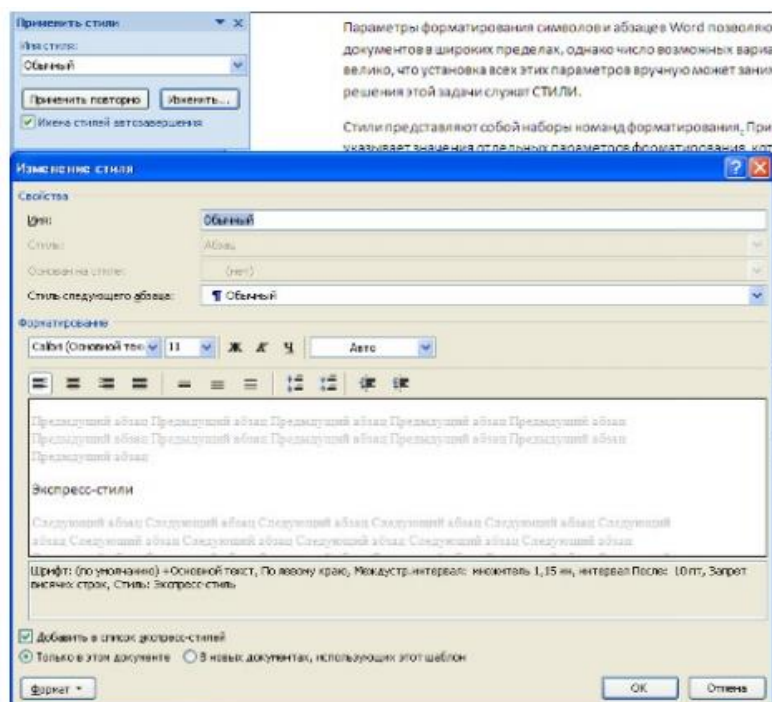 Применить стили
Имя стиля:
Обычный
Применить повторно
Изменить...
Имена стилей автозавершения
Параметры форматирования символов и абзацев Word позволяю
документов в широких пределах, однако число возможных вариа
велико, что установка всех этих параметров вручную может зани
решения этой задачи служат СТИЛИ.
Стили представляют собой наборы команд форматирования. При
указывает значения отдельных параметров форматирования, кот
Изменение стиля
Свойства
Имя: Обычный
Стиль: Абзац
Основан на стиле: (нет)
Стиль следующего абзаца: ¶ Обычный
Форматирование
Calibri (Основной тек 11 Ж К Ч Авто
Предыдущий абзац Предыдущий абзац Предыдущий абзац Предыдущий абзац Предыдущий абзац
Предыдущий абзац Предыдущий абзац Предыдущий абзац Предыдущий абзац Предыдущий абзац
Предыдущий абзац
Экспресс-стили
Следующий абзац Следующий абзац Следующий абзац Следующий абзац Следующий абзац Следующий
абзац Следующий абзац Следующий абзац Следующий абзац Следующий абзац Следующий абзац
Шрифт: (по умолчанию) +Основной текст, По левому краю, Междустр.интервал: множитель 1,15 ин, интервал После: 10 пт, Запрет
висячих строк, Стиль: Экспресс-стиль
Добавить в список экспресс-стилей
Только в этом документе В новых документах, использующих этот шаблон
Формат
ОК
Отмена